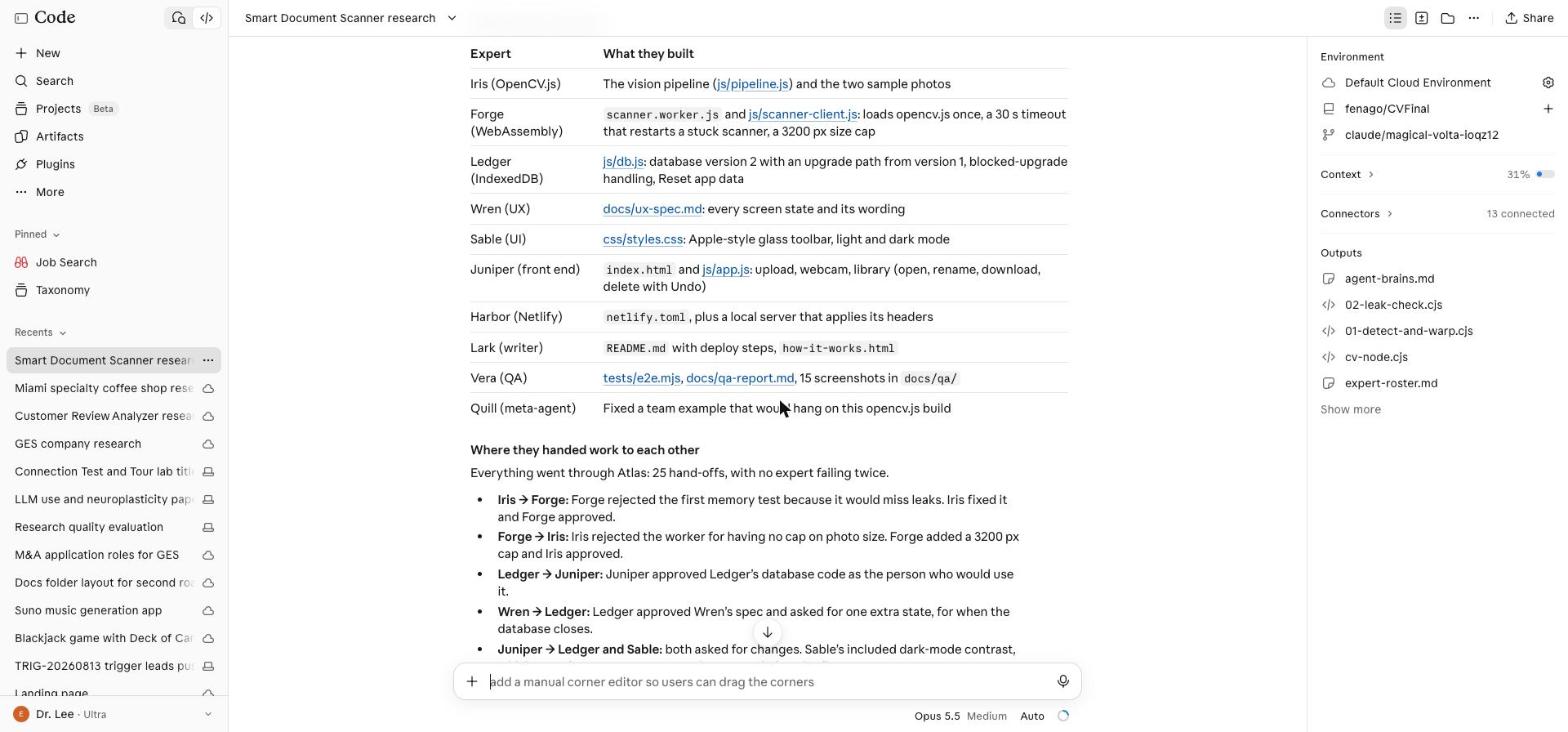 Code
New
Search
Projects Beta
Artifacts
Plugins
More
Pinned
Job Search
Taxonomy
Recents
Smart Document Scanner resear
Miami specialty coffee shop rese
Customer Review Analyzer resea
GES company research
Connection Test and Tour lab titl
LLM use and neuroplasticity pap
Research quality evaluation
M&A application roles for GES
Docs folder layout for second ro
Suno music generation app
Blackjack game with Deck of Ca
TRIG-20260813 trigger leads pu
Landing page
E Dr. Lee · Ultra
Smart Document Scanner research
Share
Expert What they built
Iris (OpenCV.js) The vision pipeline (js/pipeline.js) and the two sample photos
Forge scanner.worker.js and js/scanner-client.js: loads opencv.js once, a 30 s timeout
(WebAssembly) that restarts a stuck scanner, a 3200 px size cap
Ledger js/db.js: database version 2 with an upgrade path from version 1, blocked-upgrade
(IndexedDB) handling, Reset app data
Wren (UX) docs/ux-spec.md: every screen state and its wording
Sable (UI) css/styles.css: Apple-style glass toolbar, light and dark mode
Juniper (front end) index.html and js/app.js: upload, webcam, library (open, rename, download,
delete with Undo)
Harbor (Netlify) netlify.toml, plus a local server that applies its headers
Lark (writer) README.md with deploy steps, how-it-works.html
Vera (QA) tests/e2e.mjs, docs/qa-report.md, 15 screenshots in docs/qa/
Quill (meta-agent) Fixed a team example that would hang on this opencv.js build
Where they handed work to each other
Everything went through Atlas: 25 hand-offs, with no expert failing twice.
• Iris → Forge: Forge rejected the first memory test because it would miss leaks. Iris fixed it
and Forge approved.
• Forge → Iris: Iris rejected the worker for having no cap on photo size. Forge added a 3200 px
cap and Iris approved.
• Ledger → Juniper: Juniper approved Ledger's database code as the person who would use
it.
• Wren → Ledger: Ledger approved Wren's spec and asked for one extra state, for when the
database closes.
• Juniper → Ledger and Sable: both asked for changes. Sable's included dark-mode contrast,
add a manual corner editor so users can drag the corners
Opus 5.5 Medium Auto
Environment
Default Cloud Environment
fenago/CVFinal
claude/magical-volta-ioqz12
Context 31%
Connectors 13 connected
Outputs
agent-brains.md
02-leak-check.cjs
01-detect-and-warp.cjs
cv-node.cjs
expert-roster.md
Show more